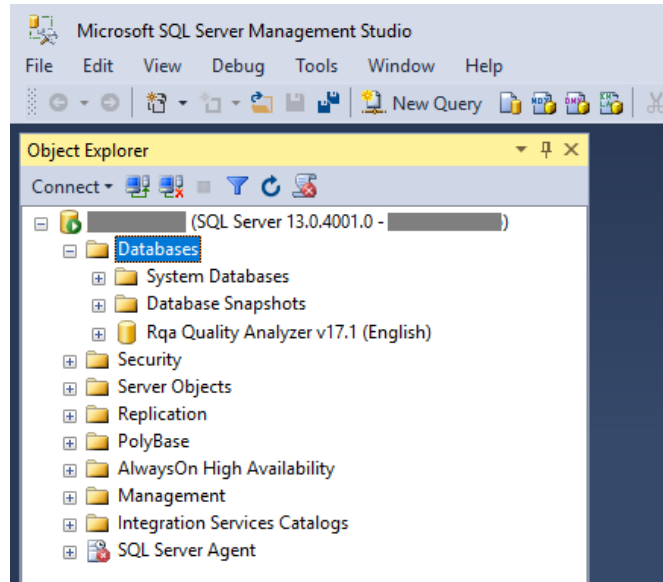 Microsoft SQL Server Management Studio
File Edit View Debug Tools Window Help
New Query
Object Explorer
Connect
(SQL Server 13.0.4001.0 - )
Databases
System Databases
Database Snapshots
Rqa Quality Analyzer v17.1 (English)
Security
Server Objects
Replication
PolyBase
AlwaysOn High Availability
Management
Integration Services Catalogs
SQL Server Agent